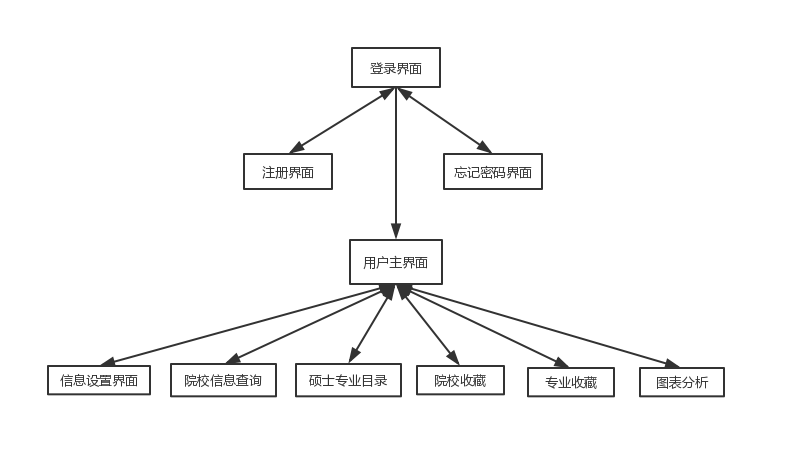 登录界面
注册界面
忘记密码界面
用户主界面
信息设置界面
院校信息查询
硕士专业目录
院校收藏
专业收藏
图表分析